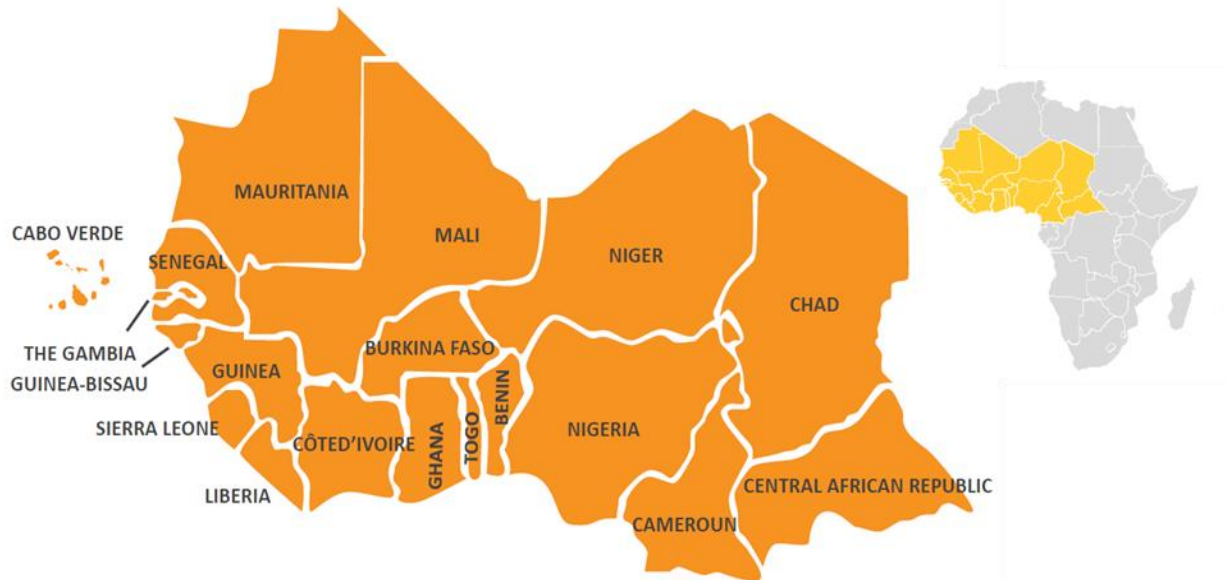 MAURITANIA
MALI
CABO VERDE
SENEGAL
NIGER
CHAD
THE GAMBIA
BURKINA FASO
GUINEA
GUINEA-BISSAU
BENIN
SIERRA LEONE
CÔTED'IVOIRE
GHANA
TOGO
NIGERIA
LIBERIA
CENTRAL AFRICAN REPUBLIC
CAMEROUN